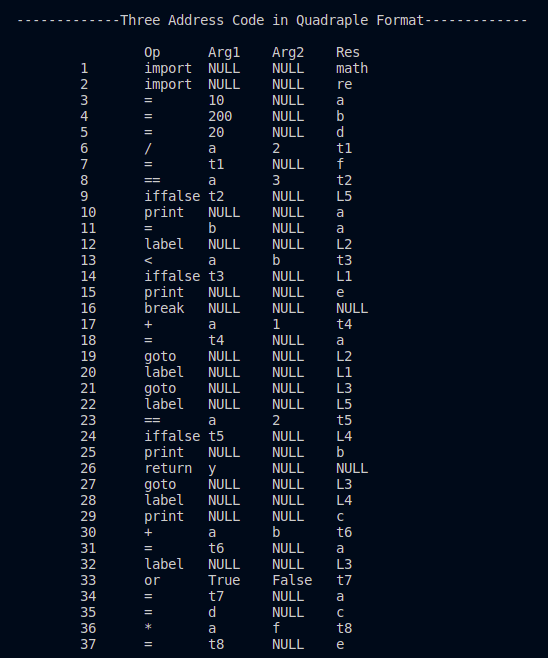 -------------Three Address Code in Quadraple Format-------------
Op Arg1 Arg2 Res
1 import NULL NULL math
2 import NULL NULL re
3 = 10 NULL a
4 = 200 NULL b
5 = 20 NULL d
6 / a 2 t1
7 = t1 NULL f
8 == a 3 t2
9 iffalse t2 NULL L5
10 print NULL NULL a
11 = b NULL a
12 label NULL NULL L2
13 < a b t3
14 iffalse t3 NULL L1
15 print NULL NULL e
16 break NULL NULL NULL
17 + a 1 t4
18 = t4 NULL a
19 goto NULL NULL L2
20 label NULL NULL L1
21 goto NULL NULL L3
22 label NULL NULL L5
23 == a 2 t5
24 iffalse t5 NULL L4
25 print NULL NULL b
26 return y NULL NULL
27 goto NULL NULL L3
28 label NULL NULL L4
29 print NULL NULL c
30 + a b t6
31 = t6 NULL a
32 label NULL NULL L3
33 or True False t7
34 = t7 NULL a
35 = d NULL c
36 * a f t8
37 = t8 NULL e